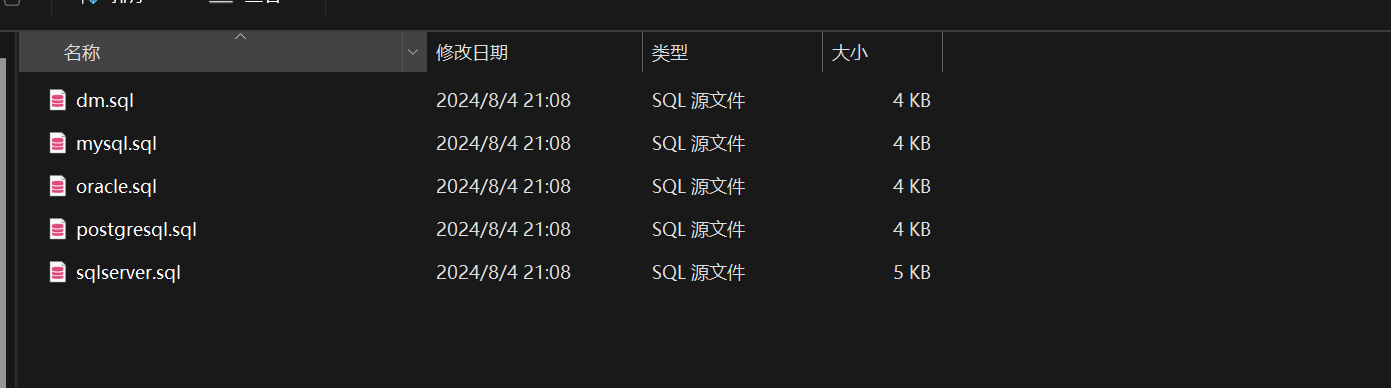 名称 修改日期 类型 大小
dm.sql 2024/8/4 21:08 SQL 源文件 4 KB
mysql.sql 2024/8/4 21:08 SQL 源文件 4 KB
oracle.sql 2024/8/4 21:08 SQL 源文件 4 KB
postgresql.sql 2024/8/4 21:08 SQL 源文件 4 KB
sqlserver.sql 2024/8/4 21:08 SQL 源文件 5 KB